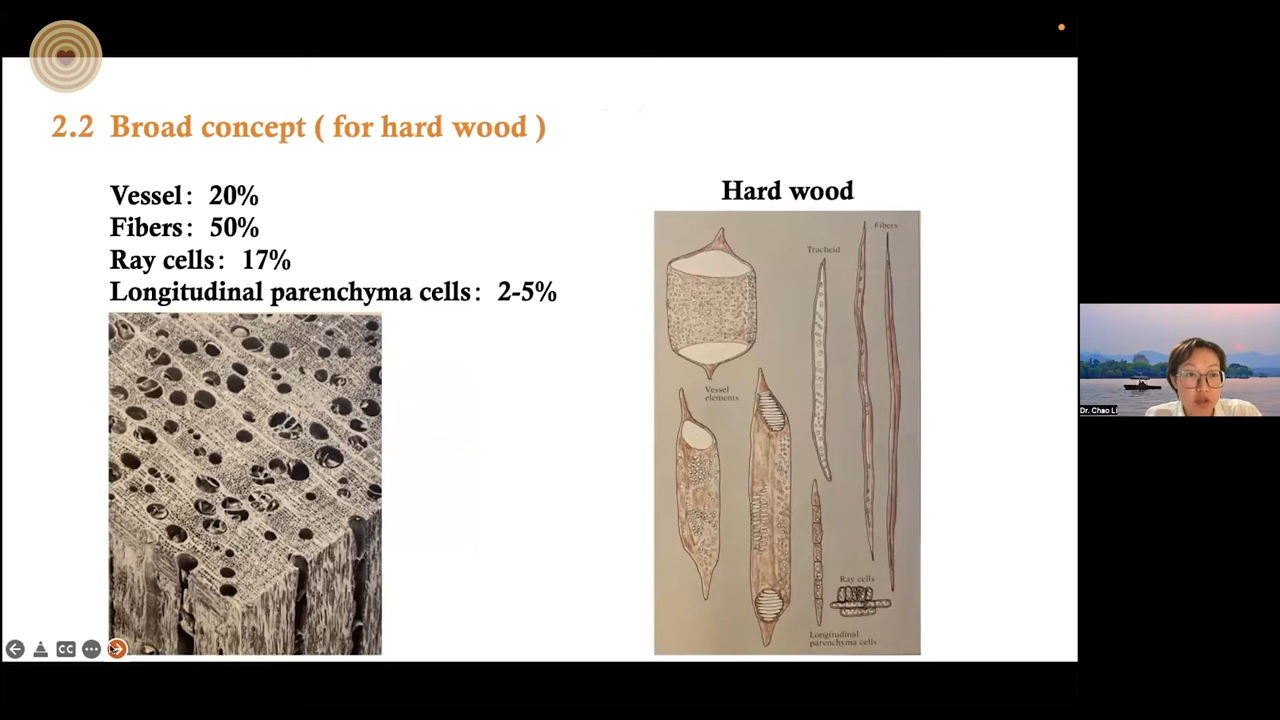 2.2 Broad concept ( for hard wood )
Vessel: 20%
Fibers: 50%
Ray cells: 17%
Longitudinal parenchyma cells: 2-5%
Hard wood
Fibers
Tracheid
Vessel
elements
Ray cells
Longitudinal
parenchyma cells
CC
Dr. Chao Li